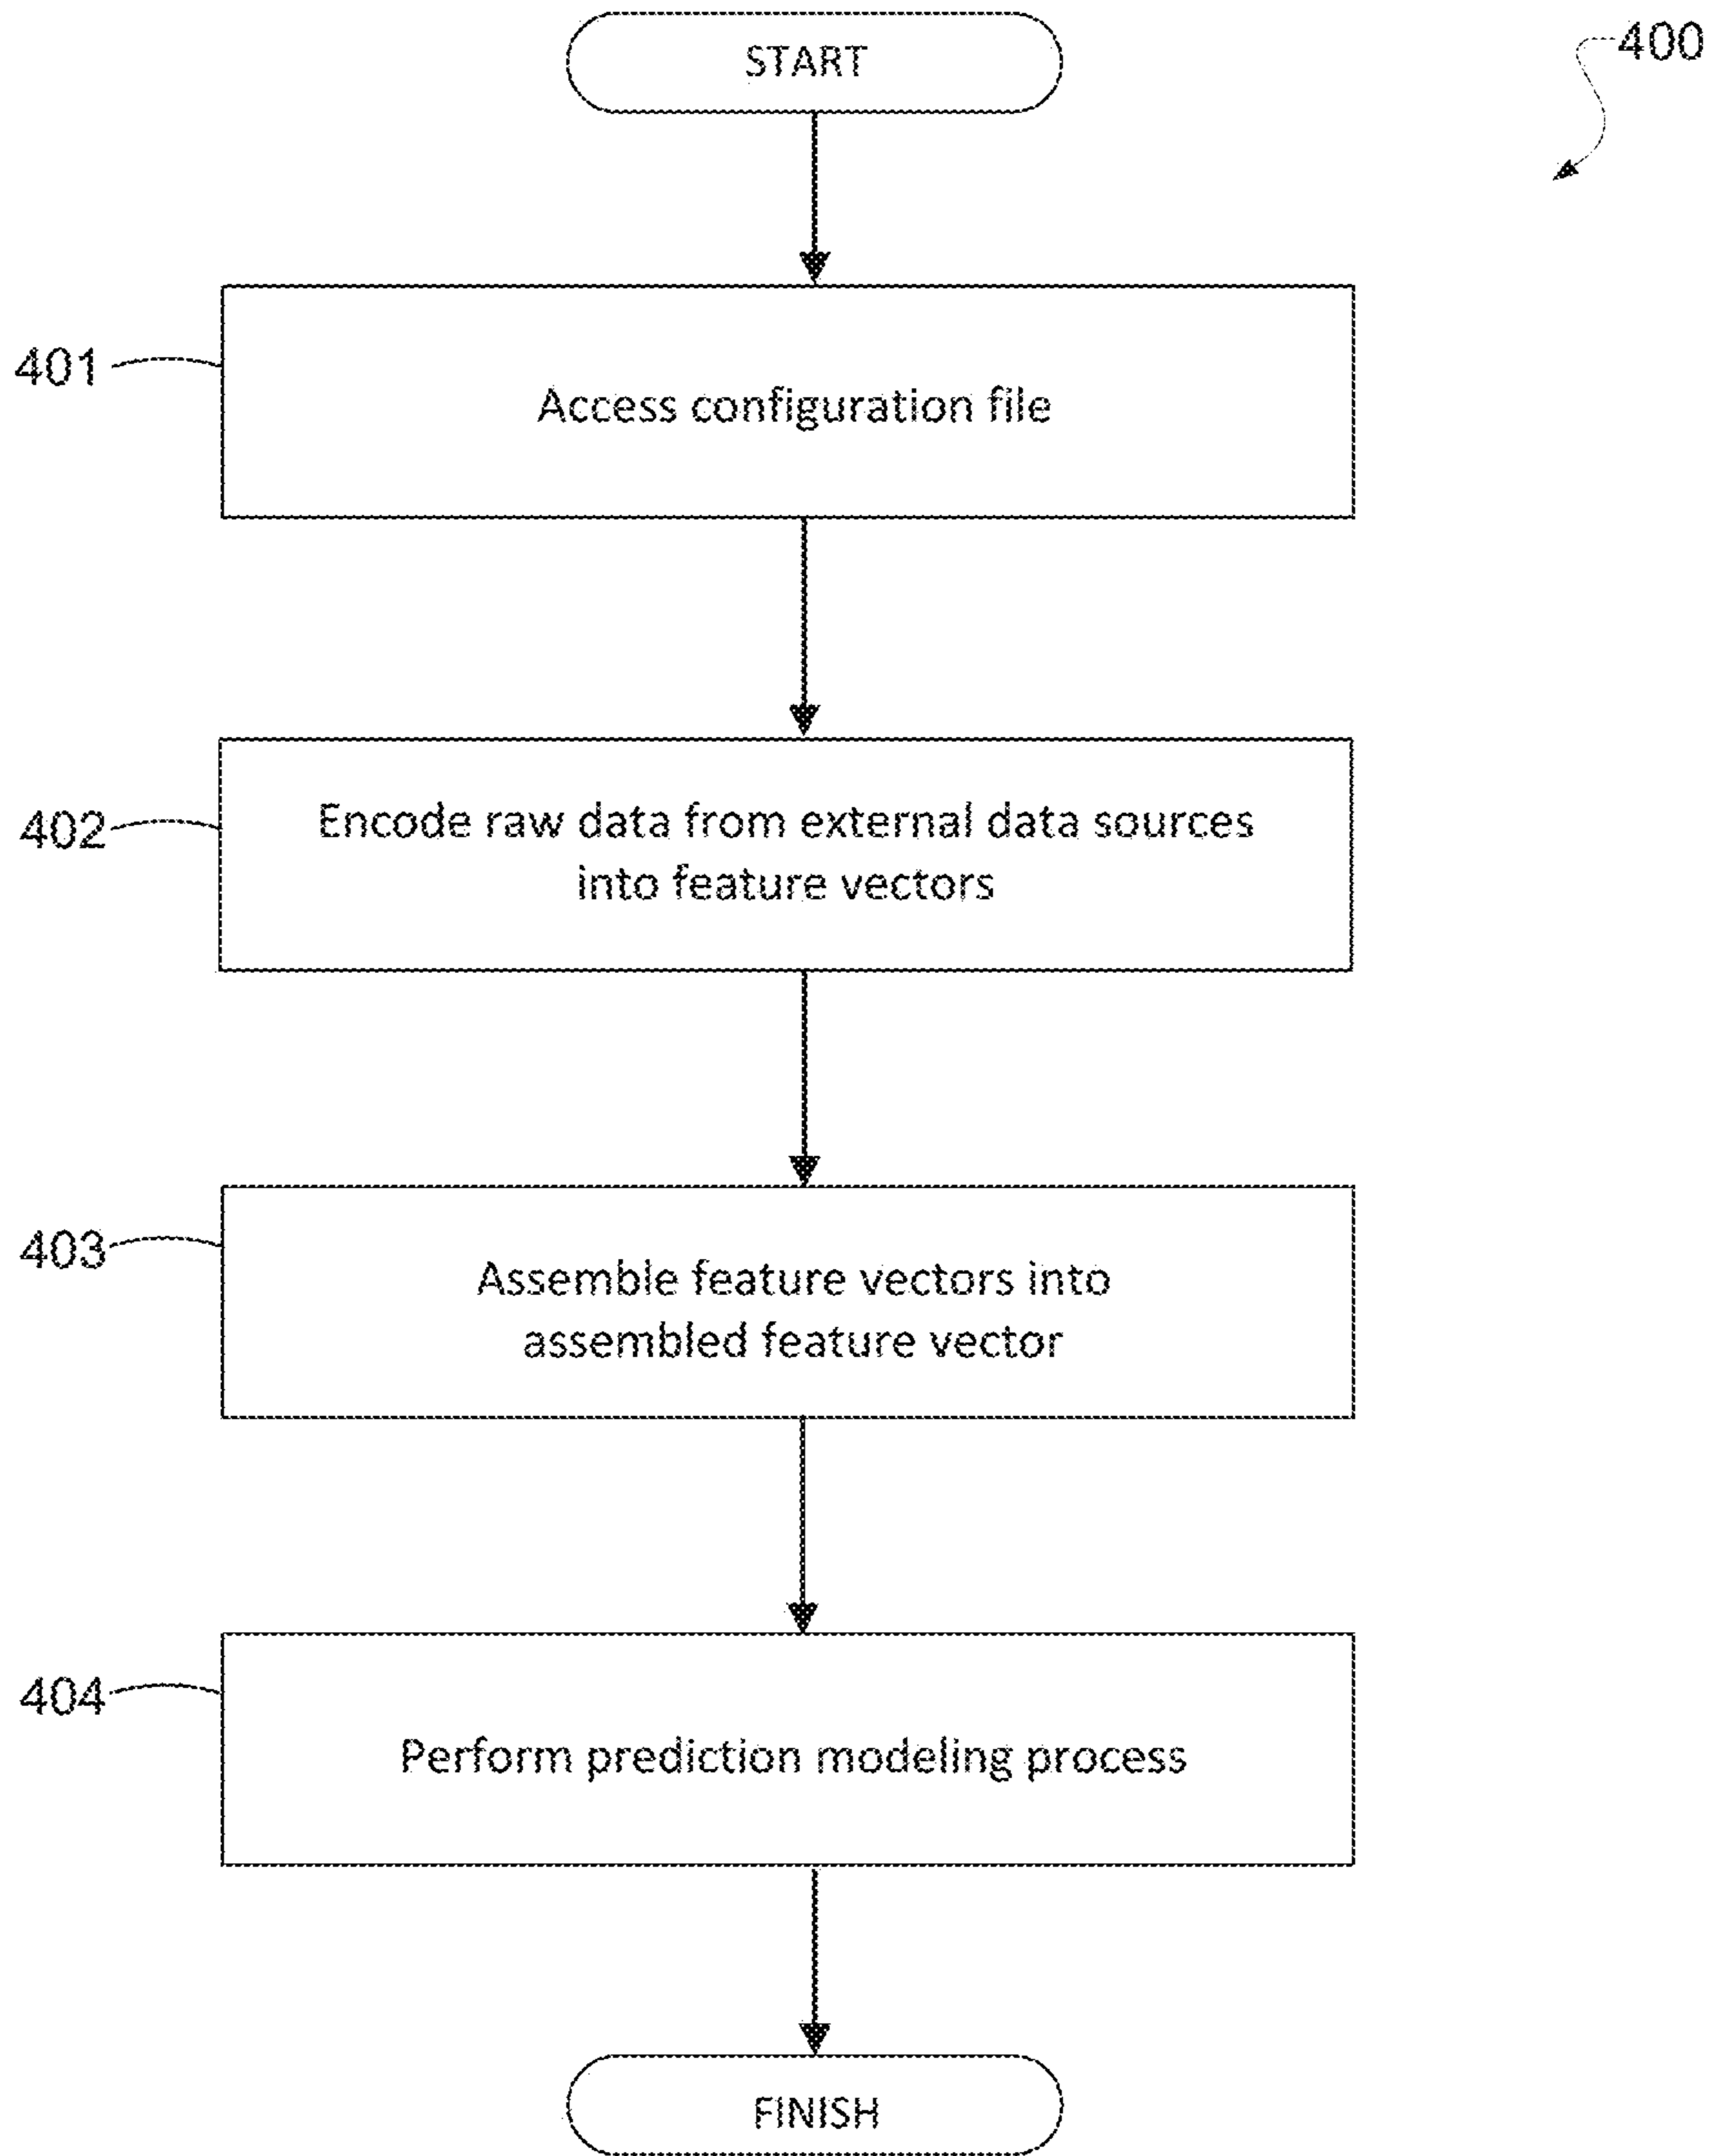 START
400
401
Access configuration file
402
Encode raw data from external data sources
into feature vectors
403
Assemble feature vectors into
assembled feature vector
404
Perform prediction modeling process
FINISH